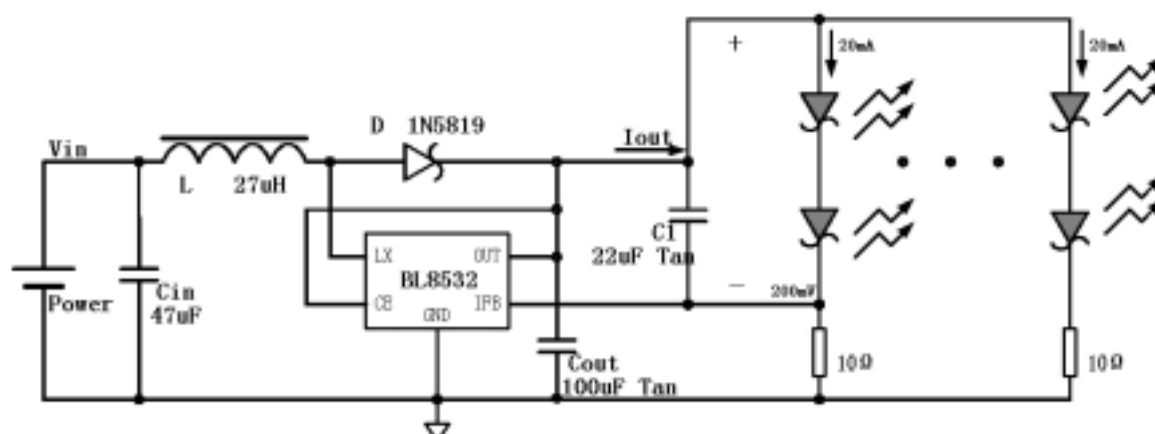 20mA
20mA
+
D 1N5819
Iout
Vin
L 27uH
C1
22uF Tan
LX
OUT
BL8532
Power
Cin
47uF
CE
IFB
GND
−
200mV
Cout
100uF Tan
10Ω
10Ω